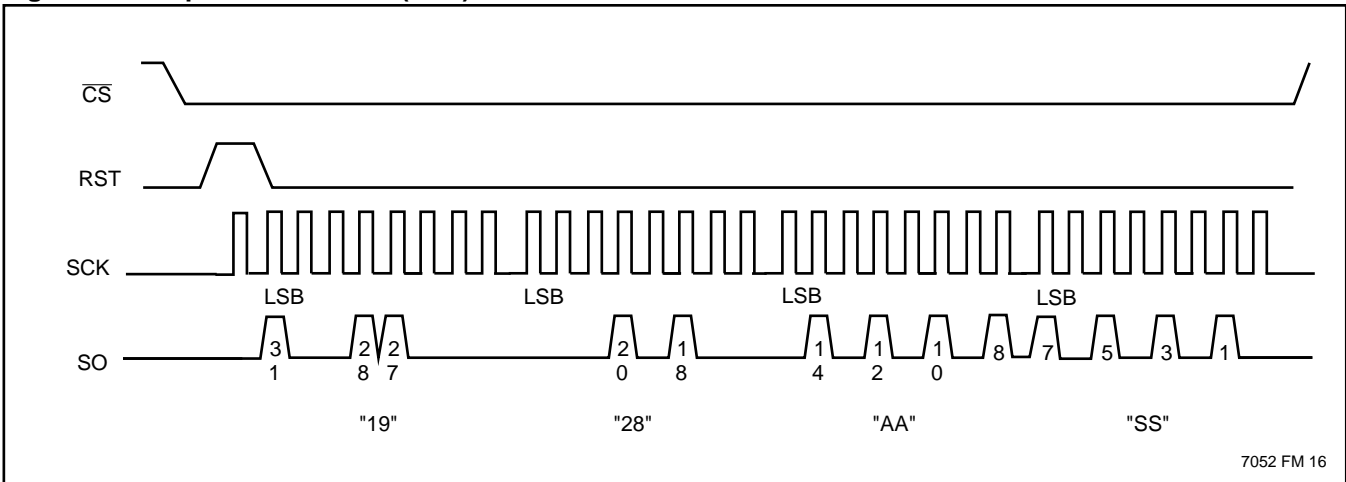 CS
RST
SCK
LSB LSB LSB LSB
SO
3 2 2 2 1 1 1 1 8 7 5 3 1
1 8 7 0 8 4 2 0
"19" "28" "AA" "SS"
7052 FM 16